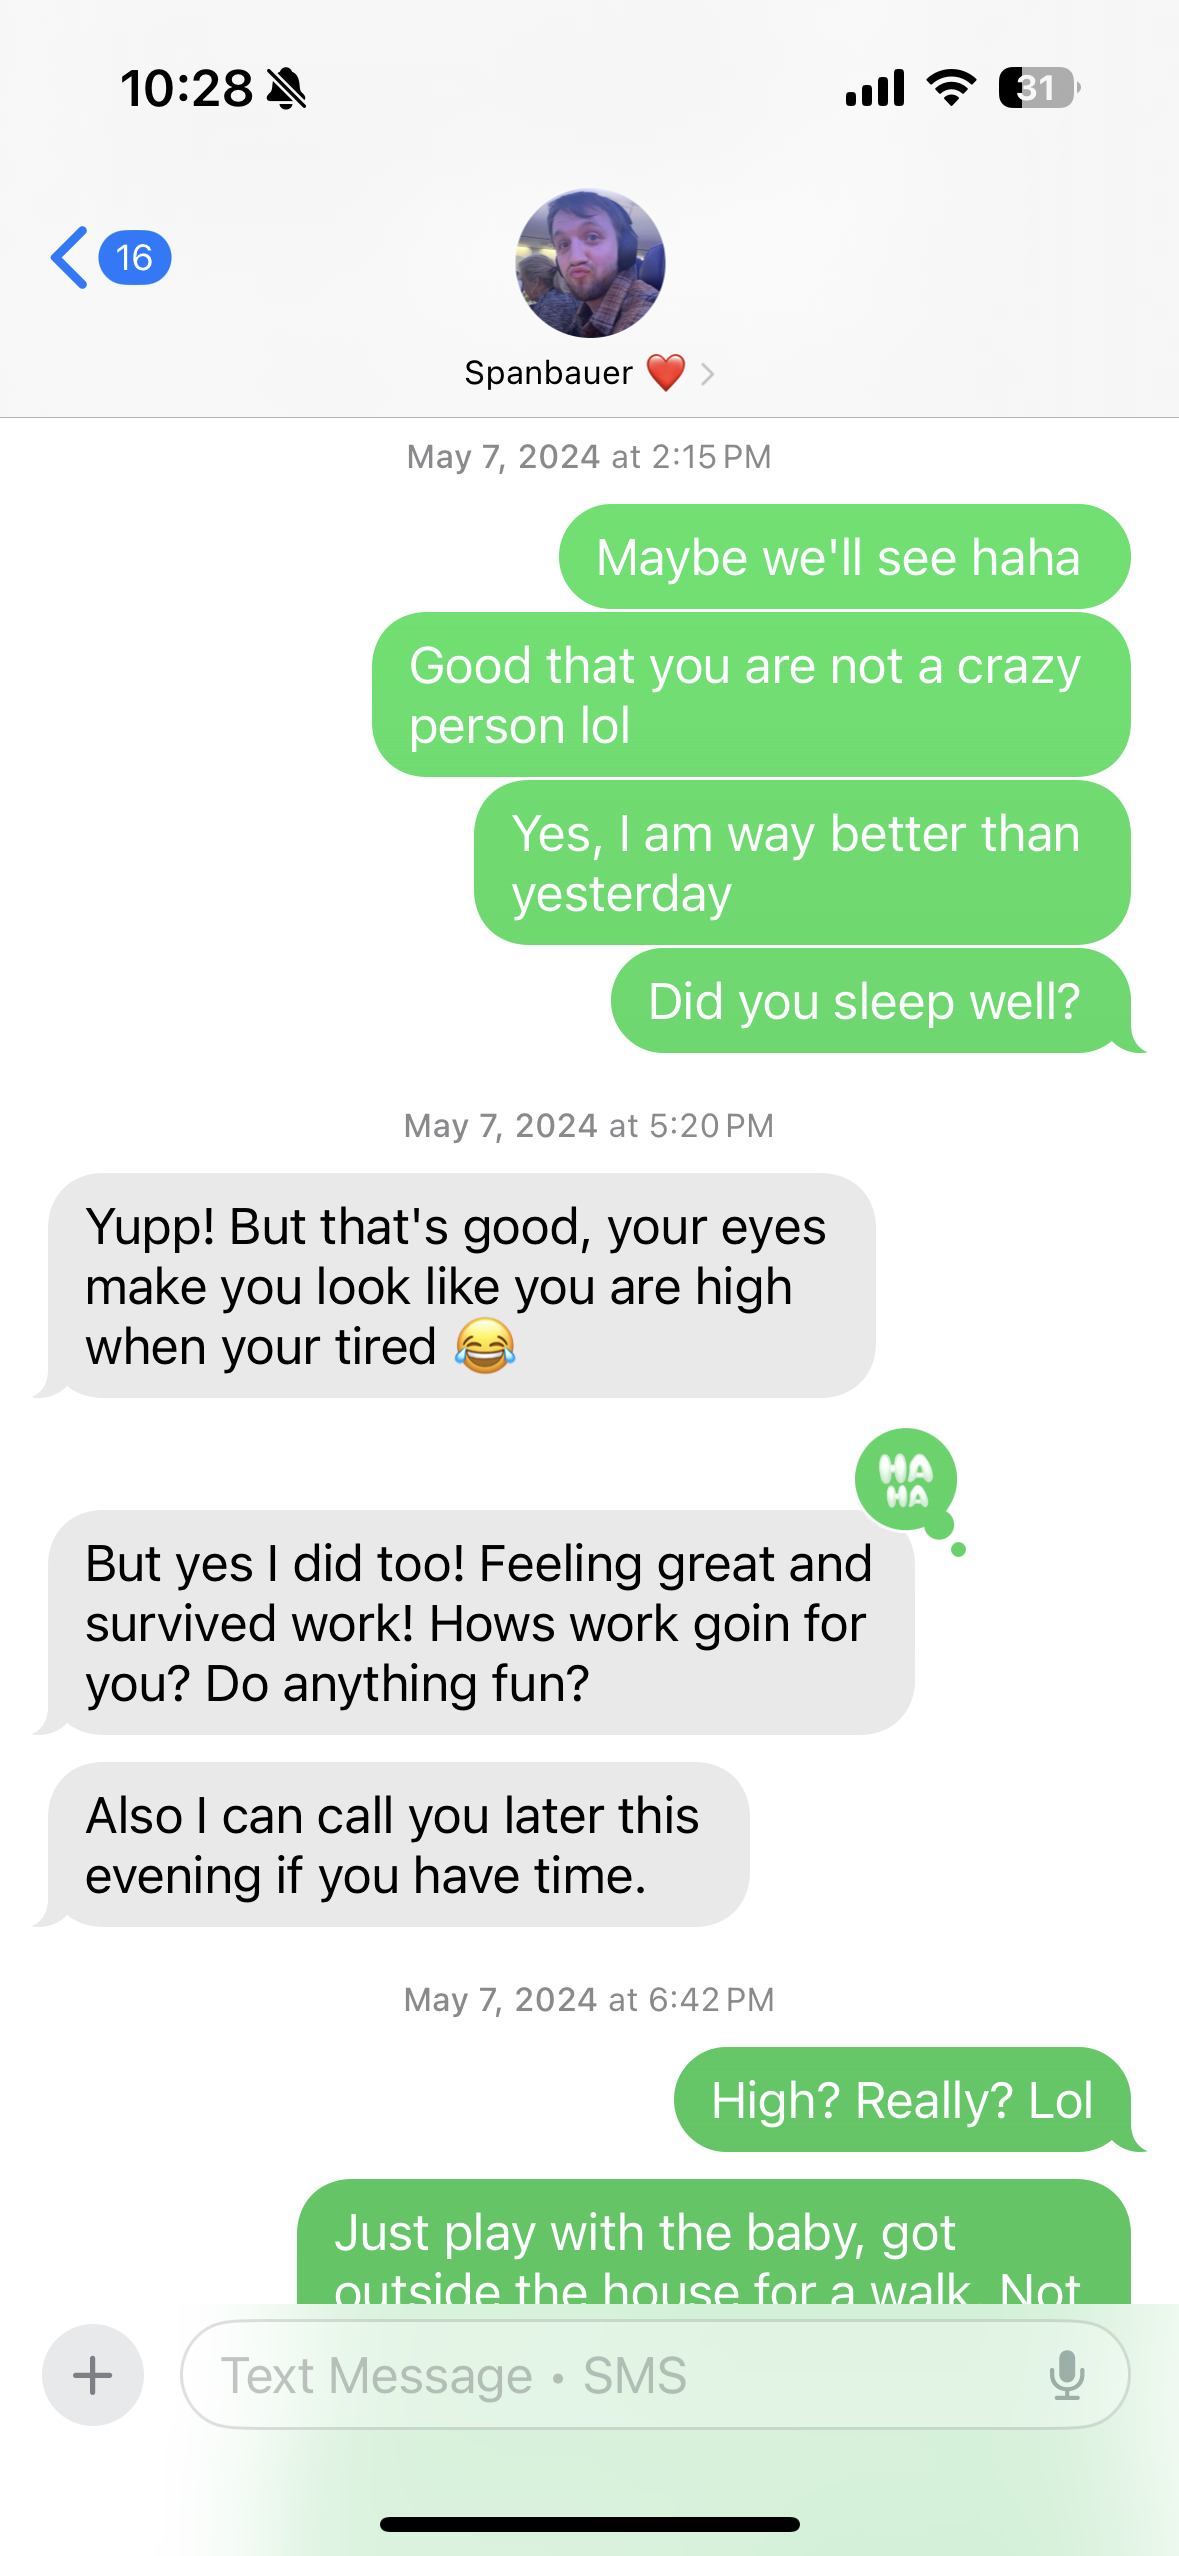 10:28
31
16
Spanbauer ❤️
May 7, 2024 at 2:15 PM
Maybe we'll see haha
Good that you are not a crazy
person lol
Yes, I am way better than
yesterday
Did you sleep well?
May 7, 2024 at 5:20 PM
Yupp! But that's good, your eyes
make you look like you are high
when your tired 😂
HA
HA
But yes I did too! Feeling great and
survived work! Hows work goin for
you? Do anything fun?
Also I can call you later this
evening if you have time.
May 7, 2024 at 6:42 PM
High? Really? Lol
Just play with the baby, got
outside the house for a walk Not
Text Message • SMS